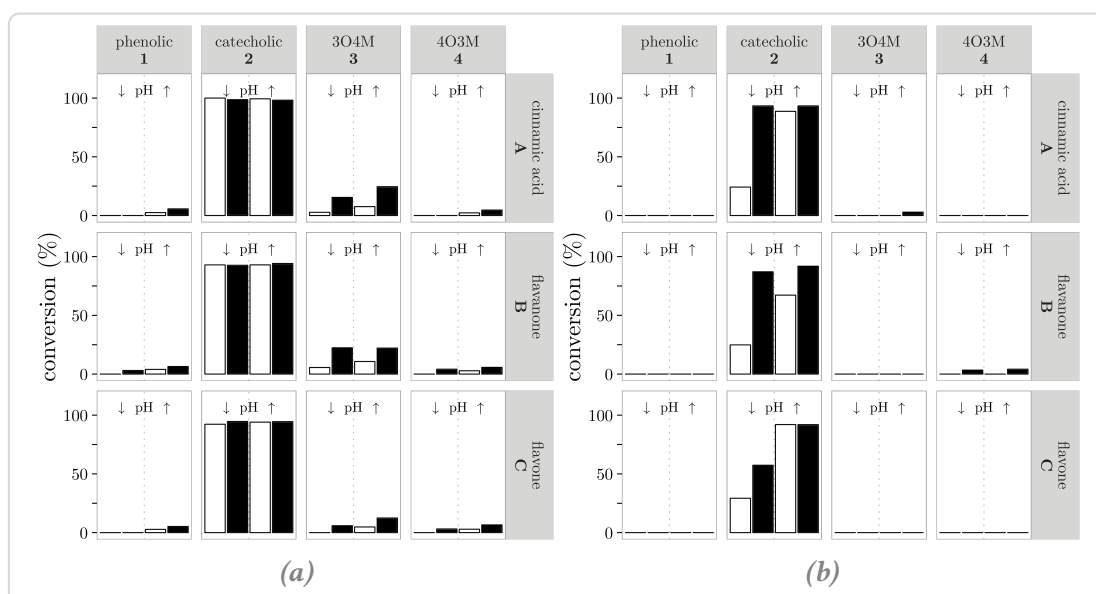 phenolic
1
catecholic
2
3O4M
3
4O3M
4
↓ pH ↑
↓ pH ↑
↓ pH ↑
↓ pH ↑
100
50
0
cinnamic acid
A
↓ pH ↑
↓ pH ↑
↓ pH ↑
↓ pH ↑
100
50
0
flavanone
B
↓ pH ↑
↓ pH ↑
↓ pH ↑
↓ pH ↑
100
50
0
flavone
C
conversion (%)
(a)
phenolic
1
catecholic
2
3O4M
3
4O3M
4
↓ pH ↑
↓ pH ↑
↓ pH ↑
↓ pH ↑
100
50
0
cinnamic acid
A
↓ pH ↑
↓ pH ↑
↓ pH ↑
↓ pH ↑
100
50
0
flavanone
B
↓ pH ↑
↓ pH ↑
↓ pH ↑
↓ pH ↑
100
50
0
flavone
C
conversion (%)
(b)